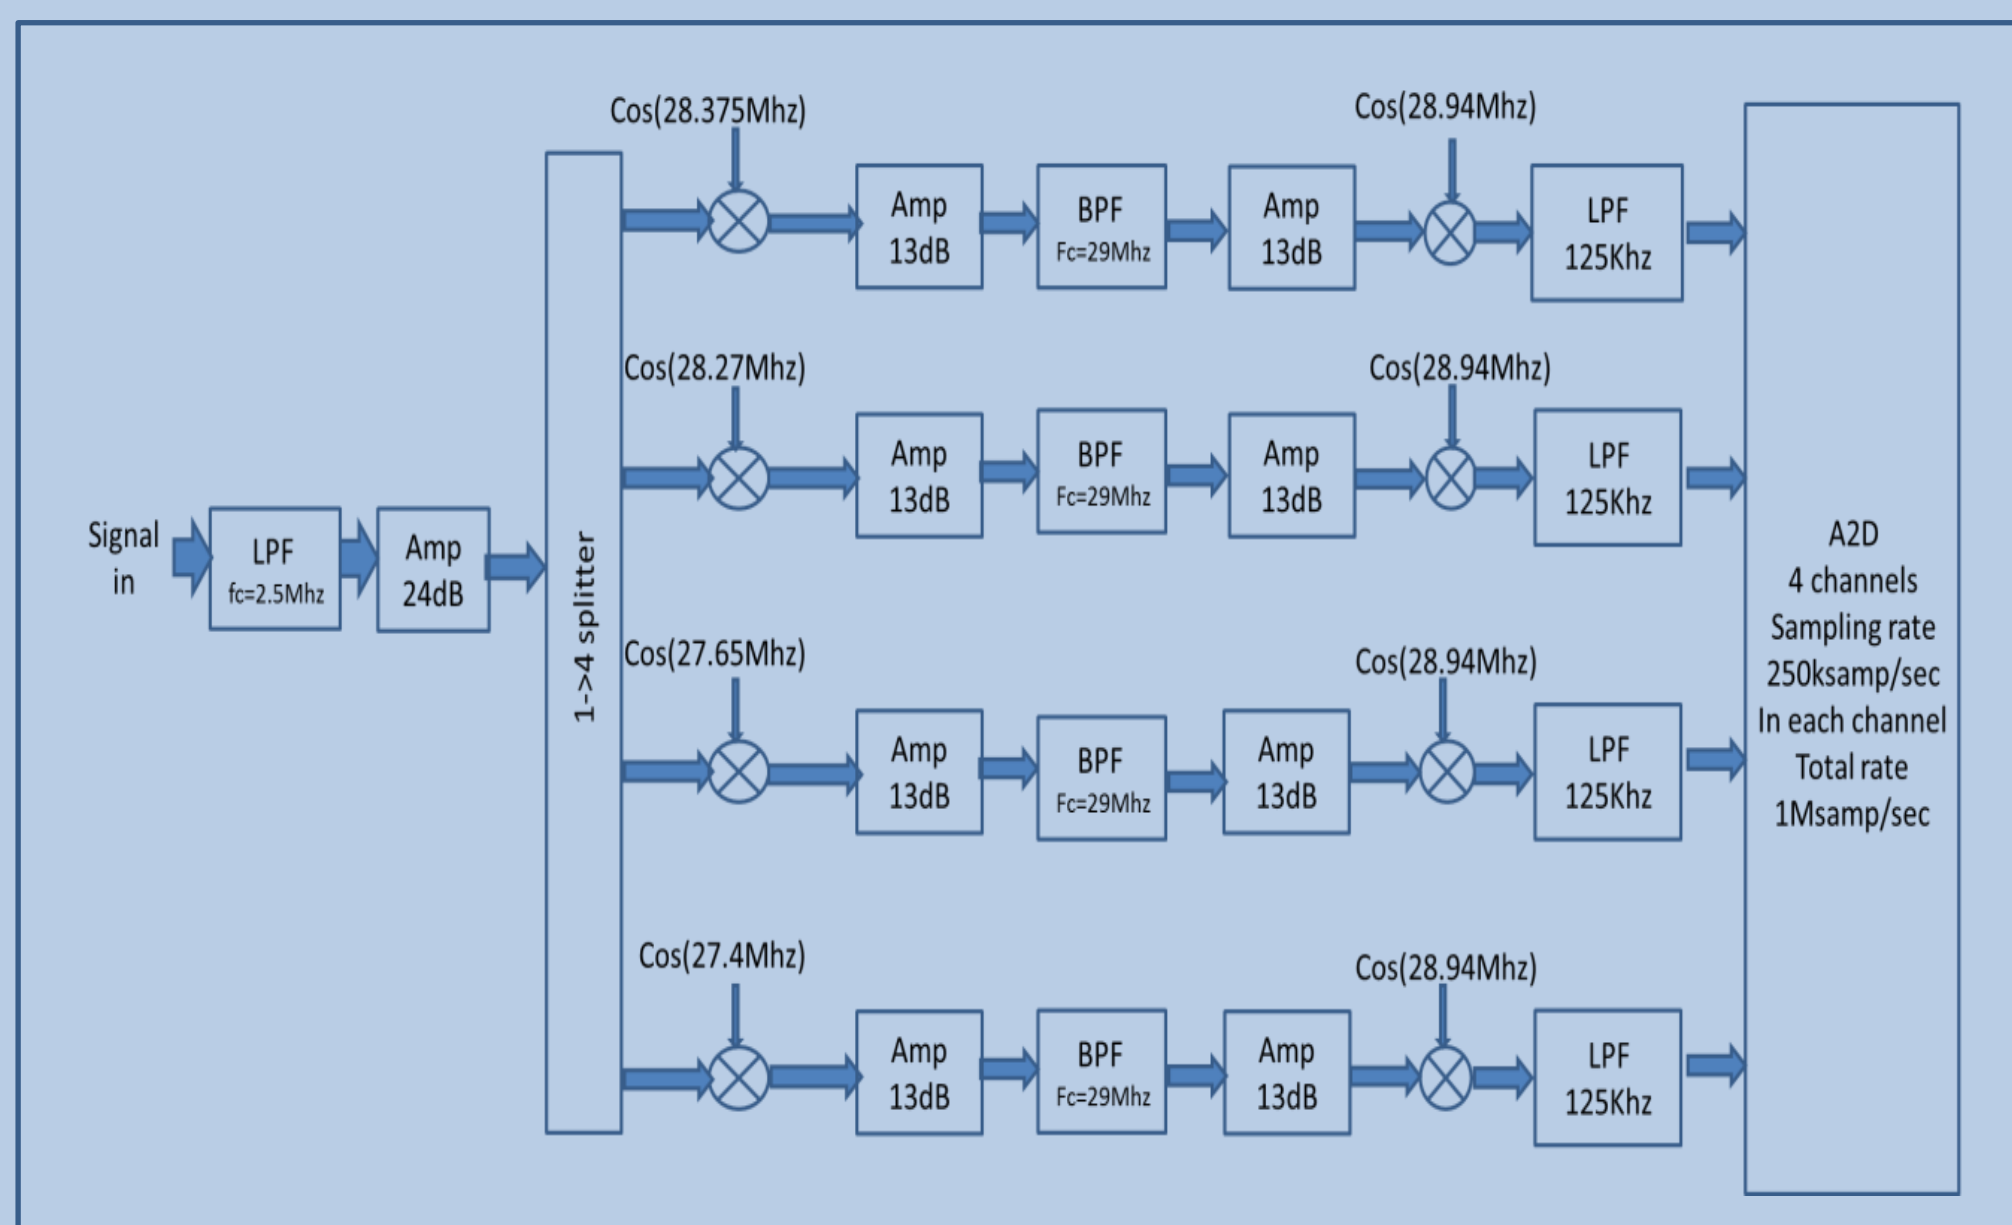 Signal
in
LPF
fc=2.5Mhz
Amp
24dB
1->4 splitter
Cos(28.375Mhz)
Amp
13dB
BPF
Fc=29Mhz
Amp
13dB
Cos(28.94Mhz)
LPF
125Khz
Cos(28.27Mhz)
Amp
13dB
BPF
Fc=29Mhz
Amp
13dB
Cos(28.94Mhz)
LPF
125Khz
Cos(27.65Mhz)
Amp
13dB
BPF
Fc=29Mhz
Amp
13dB
Cos(28.94Mhz)
LPF
125Khz
Cos(27.4Mhz)
Amp
13dB
BPF
Fc=29Mhz
Amp
13dB
Cos(28.94Mhz)
LPF
125Khz
A2D
4 channels
Sampling rate
250ksamp/sec
In each channel
Total rate
1Msamp/sec